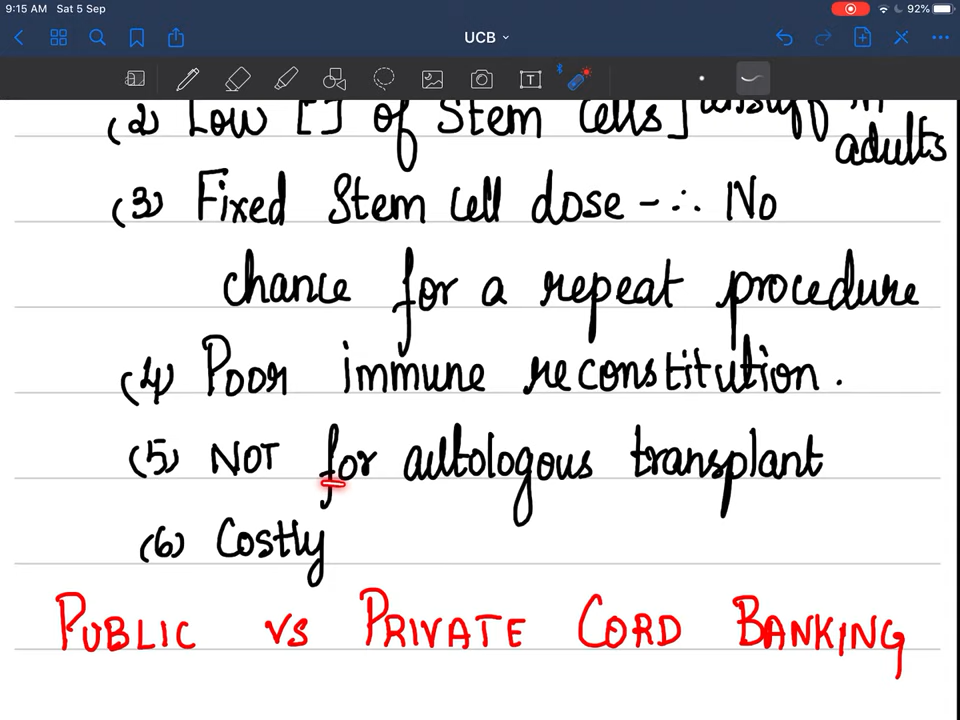 9:15 AM Sat 5 Sep 92%
UCB
(2) Low [ ] of Stem Cells] in
adults
(3) Fixed Stem Cell dose - ∴ No
chance for a repeat procedure
(4) Poor immune reconstitution.
(5) NOT for autologous transplant
(6) Costly
PUBLIC VS PRIVATE CORD BANKING